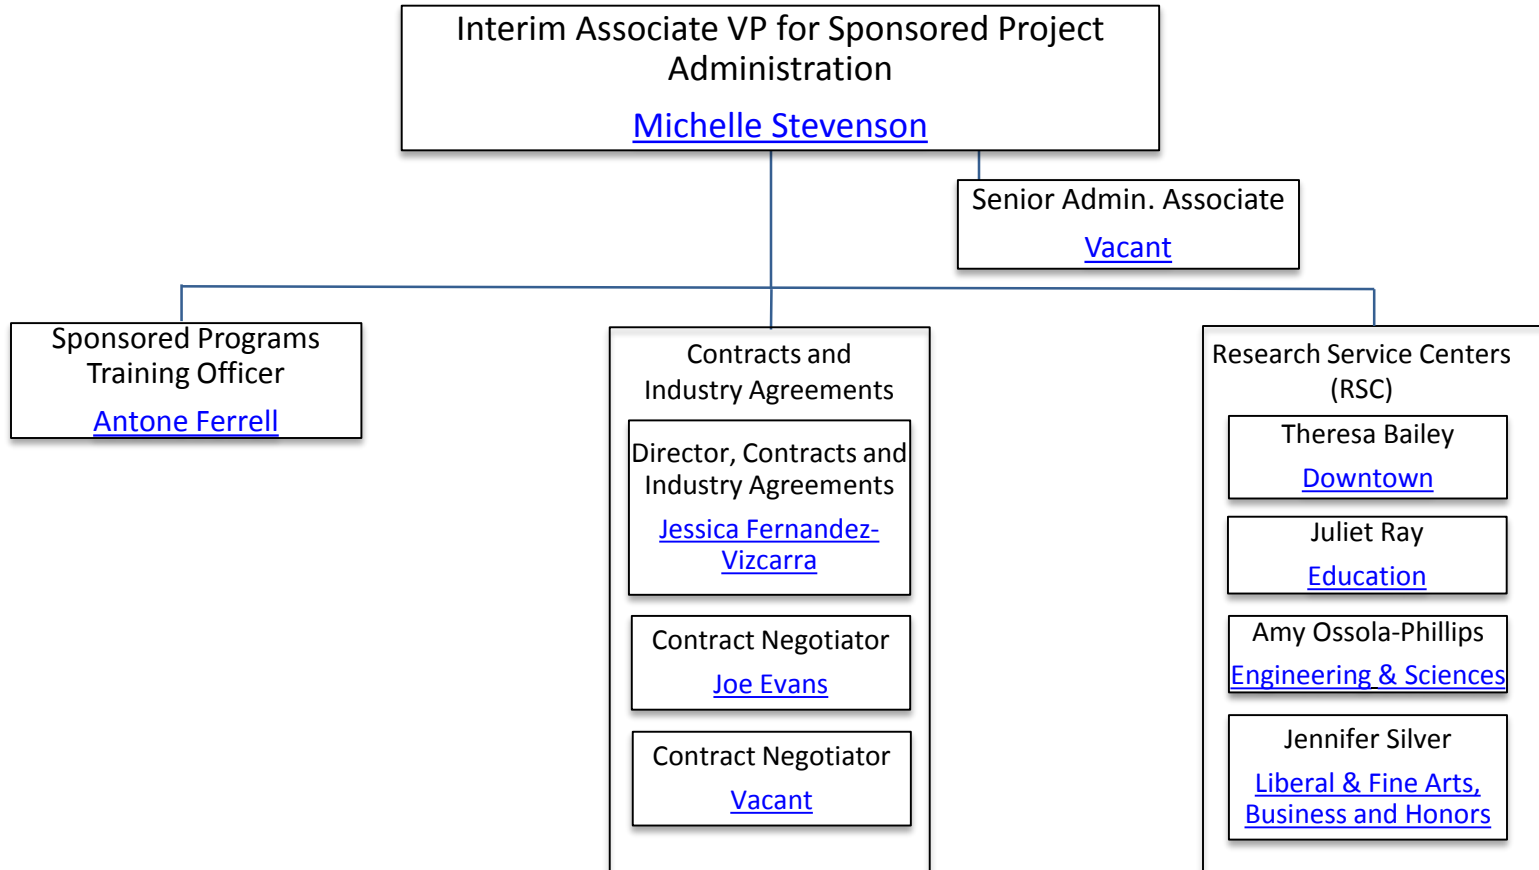 Interim Associate VP for Sponsored Project
Administration
Michelle Stevenson
Senior Admin. Associate
Vacant
Sponsored Programs
Training Officer
Antone Ferrell
Contracts and
Industry Agreements
Director, Contracts and
Industry Agreements
Jessica Fernandez-
Vizcarra
Contract Negotiator
Joe Evans
Contract Negotiator
Vacant
Research Service Centers
(RSC)
Theresa Bailey
Downtown
Juliet Ray
Education
Amy Ossola-Phillips
Engineering & Sciences
Jennifer Silver
Liberal & Fine Arts,
Business and Honors